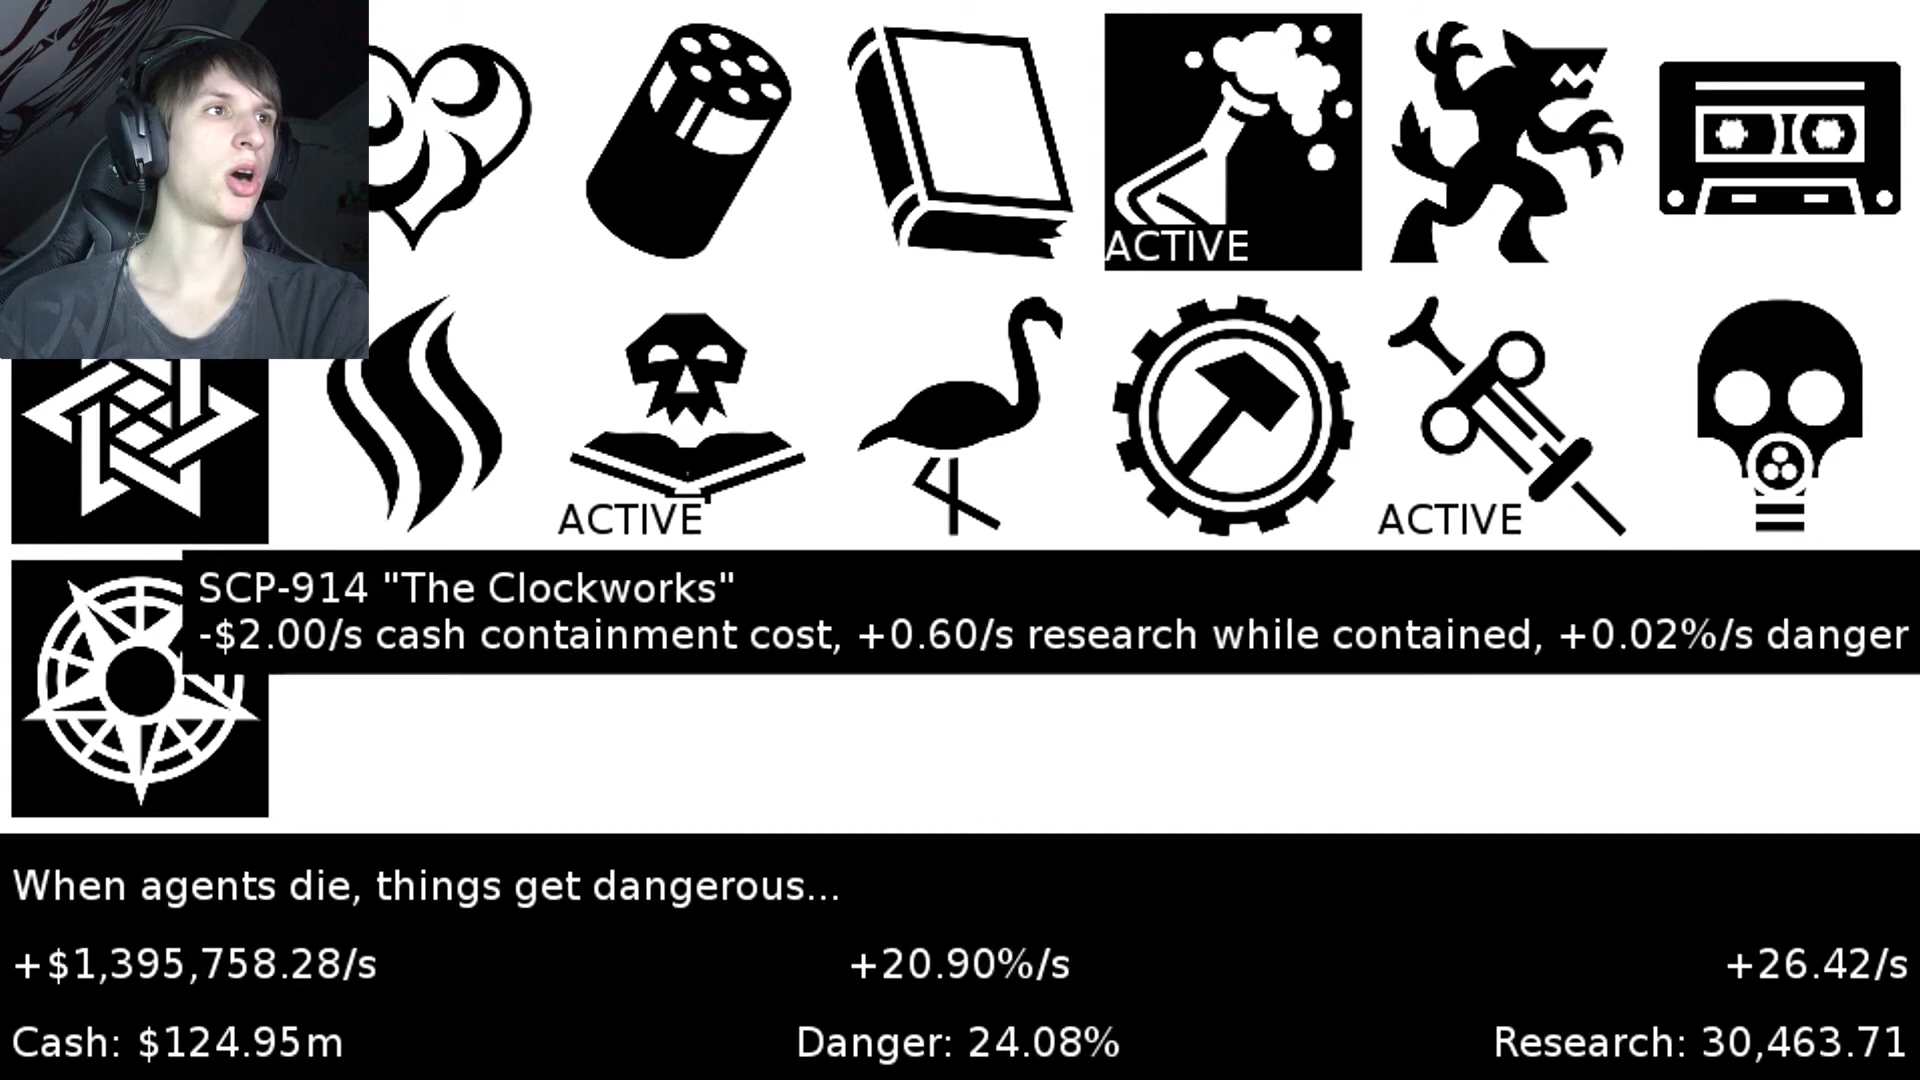 ACTIVE
ACTIVE
ACTIVE
SCP-914 "The Clockworks"
-$2.00/s cash containment cost, +0.60/s research while contained, +0.02%/s danger
When agents die, things get dangerous...
+$1,395,758.28/s
+20.90%/s
+26.42/s
Cash: $124.95m
Danger: 24.08%
Research: 30,463.71